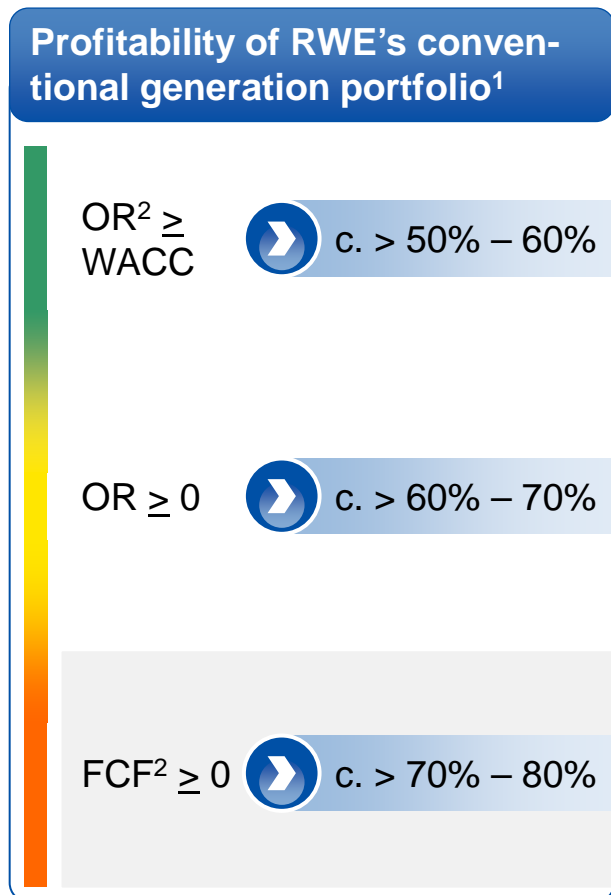 Profitability of RWE’s conven-
tional generation portfolio¹
OR² ≥
WACC
c. > 50% – 60%
OR ≥ 0
c. > 60% – 70%
FCF² ≥ 0
c. > 70% – 80%